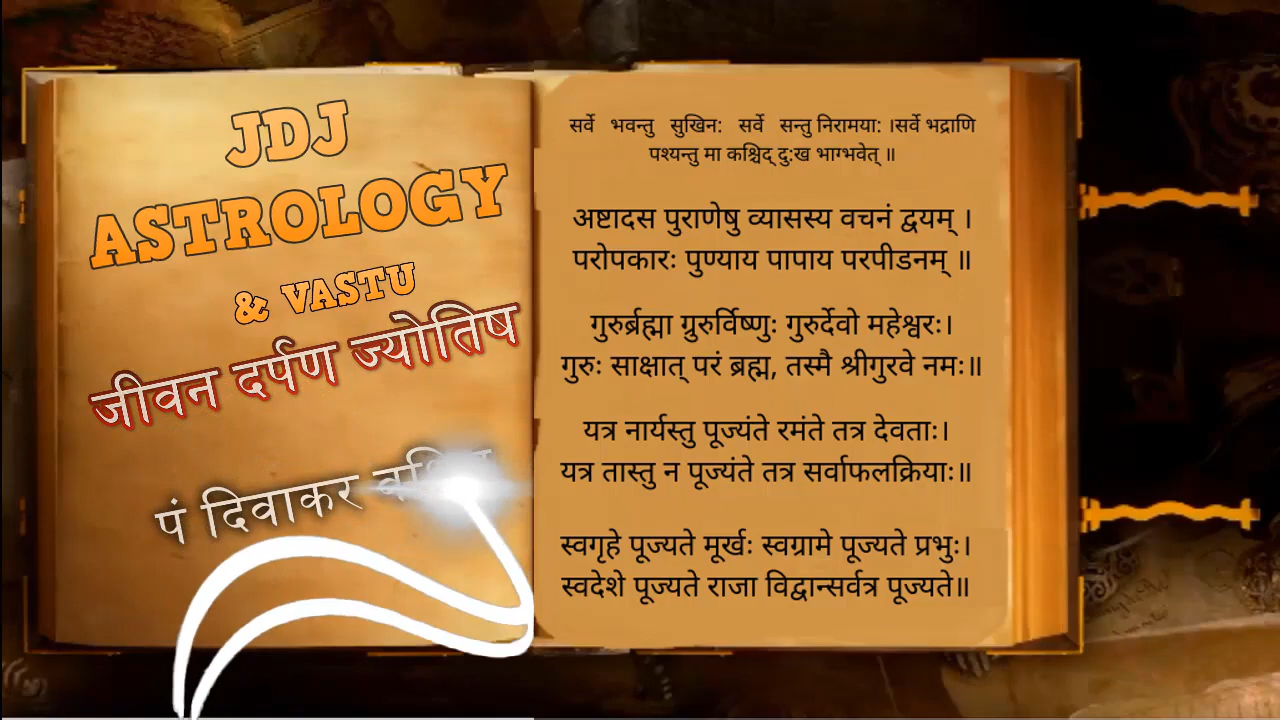 JDJ
ASTROLOGY
& VASTU
जीवन दर्पण ज्योतिष
पं दिवाकर
सर्वे भवन्तु सुखिन: सर्वे सन्तु निरामया: ।सर्वे भद्राणि
पश्यन्तु मा कश्चिद् दु:ख भाग्भवेत् ॥
अष्टादस पुराणेषु व्यासस्य वचनं द्वयम् ।
परोपकारः पुण्याय पापाय परपीडनम् ॥
गुरुर्ब्रह्मा ग्रुरुर्विष्णुः गुरुर्देवो महेश्वरः।
गुरुः साक्षात् परं ब्रह्म, तस्मै श्रीगुरवे नमः॥
यत्र नार्यस्तु पूज्यंते रमंते तत्र देवताः।
यत्र तास्तु न पूज्यंते तत्र सर्वाफलक्रियाः॥
स्वगृहे पूज्यते मूर्खः स्वग्रामे पूज्यते प्रभुः।
स्वदेशे पूज्यते राजा विद्वान्सर्वत्र पूज्यते॥